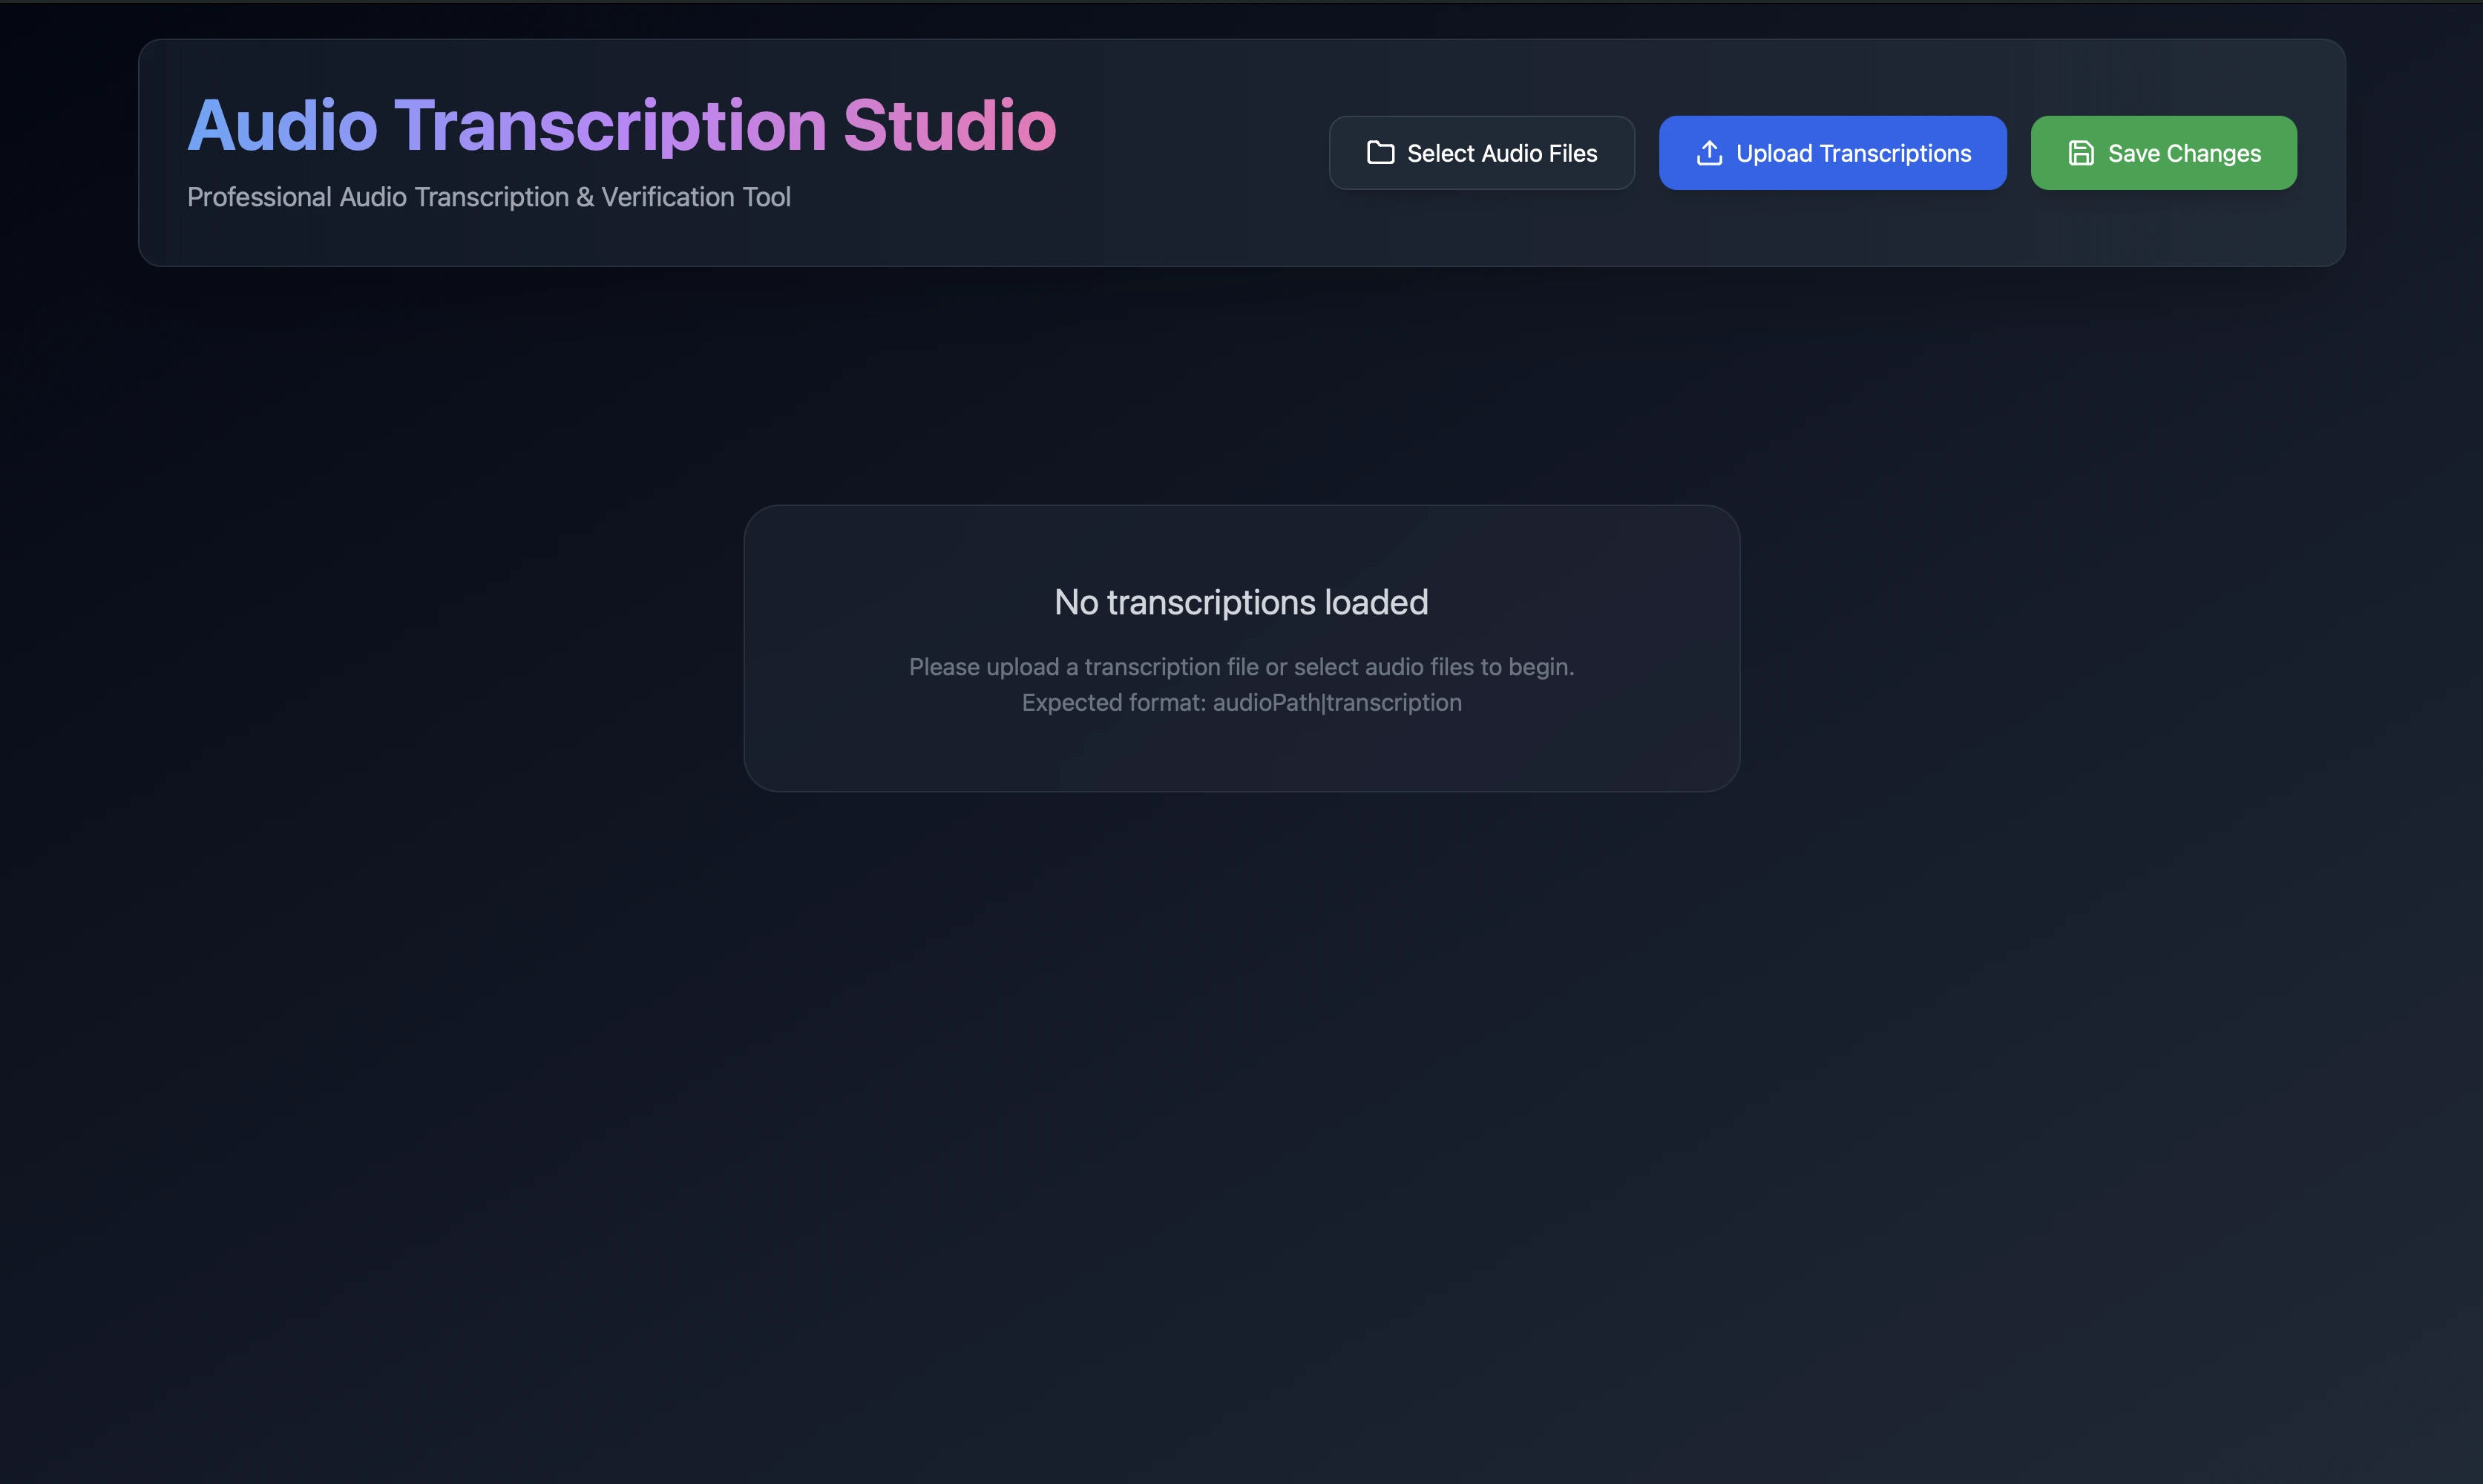 Audio Transcription Studio
Professional Audio Transcription & Verification Tool
Select Audio Files
Upload Transcriptions
Save Changes
No transcriptions loaded
Please upload a transcription file or select audio files to begin.
Expected format: audioPath|transcription